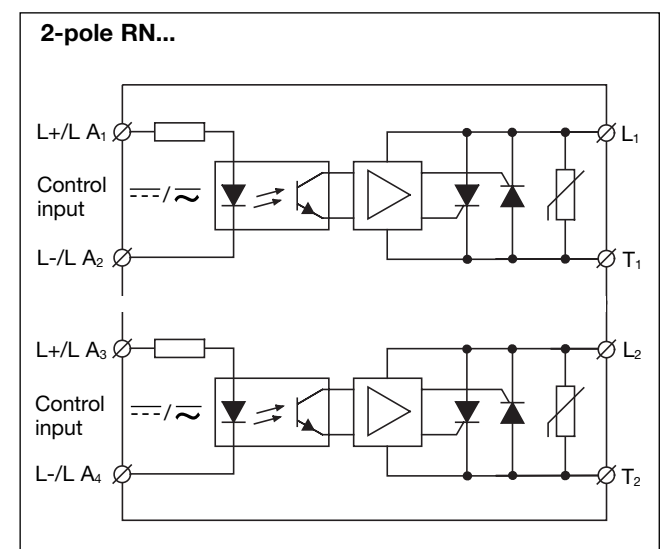 2-pole RN...
L+/L A₁
L₁
Control
input
/
L-/L A₂
T₁
L+/L A₃
L₂
Control
input
/
L-/L A₄
T₂